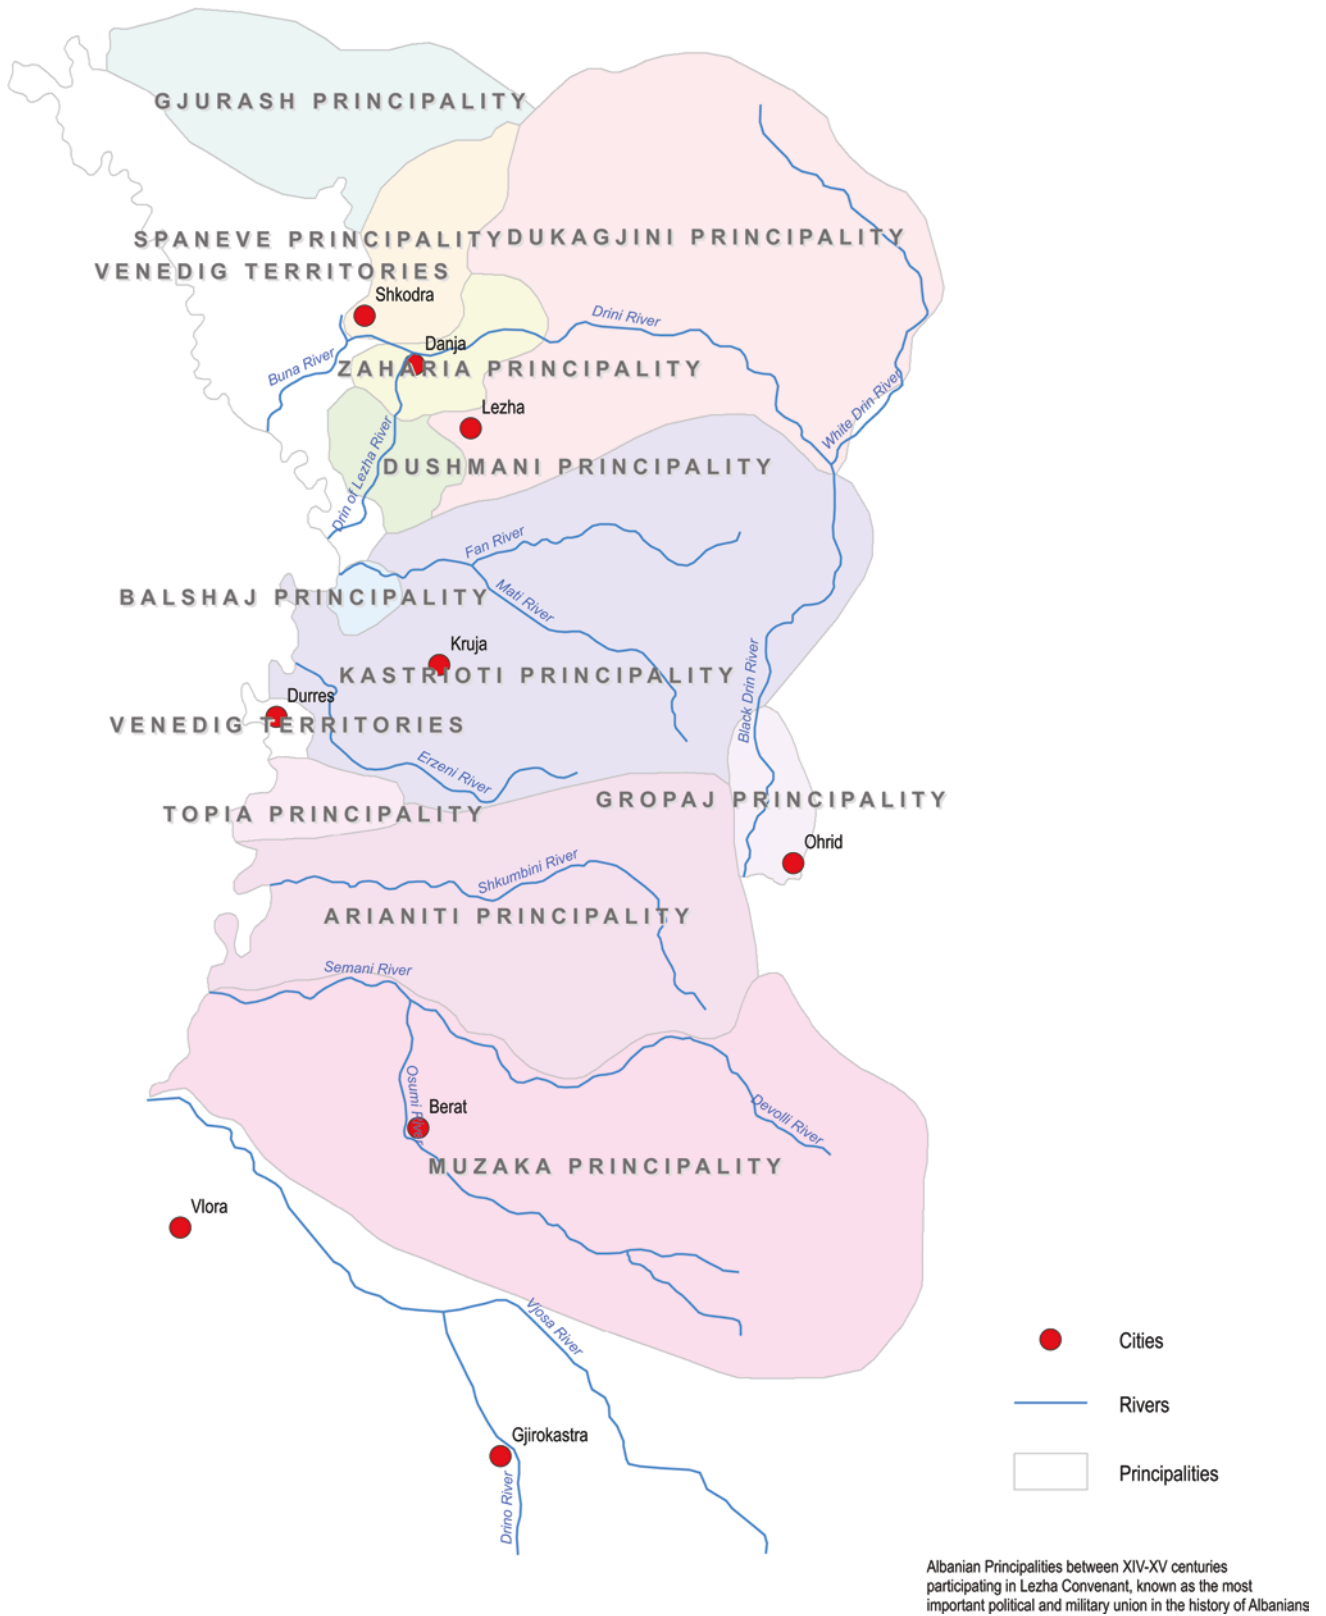 GJURASH PRINCIPALITY
SPANEVE PRINCIPALITY
DUKAGJINI PRINCIPALITY
VENEDIG TERRITORIES
Shkodra
Drini River
Danja
Buna River
ZAHARIA PRINCIPALITY
White Drin River
Lezha
Drin of Lezha River
DUSHMANI PRINCIPALITY
Fan River
BALSHAJ PRINCIPALITY
Mati River
Kruja
KASTRIOTI PRINCIPALITY
Black Drin River
Durres
VENEDIG TERRITORIES
Erzeni River
GROPAJ PRINCIPALITY
TOPIA PRINCIPALITY
Ohrid
Shkumbini River
ARIANITI PRINCIPALITY
Semani River
Osumi River
Berat
Devolli River
MUZAKA PRINCIPALITY
Vlora
Vjosa River
Gjirokastra
Drino River
Cities
Rivers
Principalities
Albanian Principalities between XIV-XV centuries
participating in Lezha Convenant, known as the most
important political and military union in the history of Albanians